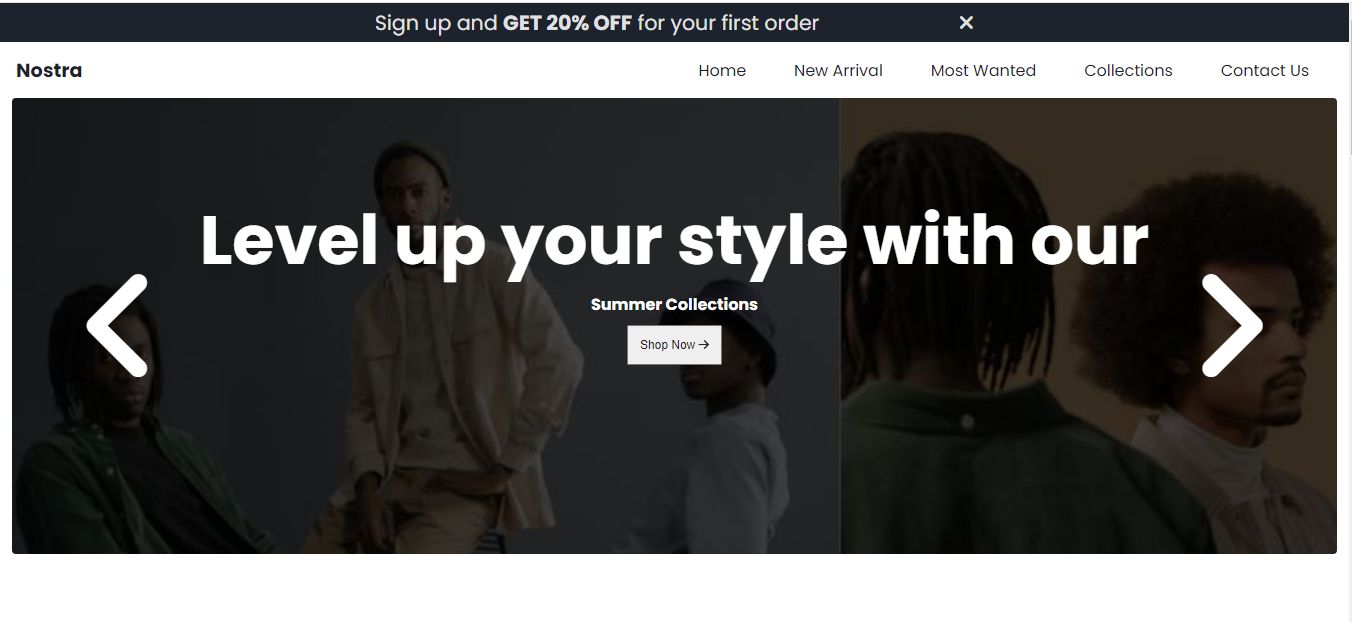 Sign up and GET 20% OFF for your first order ✕
Nostra Home New Arrival Most Wanted Collections Contact Us
Level up your style with our
Summer Collections
Shop Now →